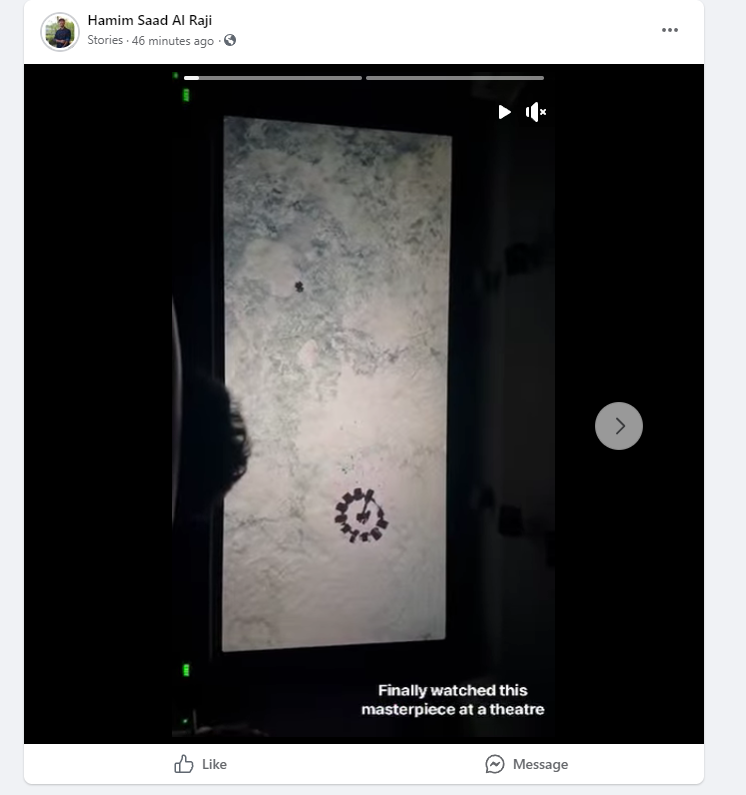 Hamim Saad Al Raji
Stories · 46 minutes ago ·
Finally watched this
masterpiece at a theatre
Like
Message